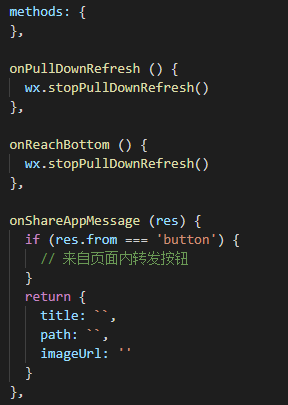 methods: {
},
onPullDownRefresh () {
wx.stopPullDownRefresh()
},
onReachBottom () {
wx.stopPullDownRefresh()
},
onShareAppMessage (res) {
if (res.from === 'button') {
// 来自页面内转发按钮
}
return {
title: ``,
path: ``,
imageUrl: ''
}
},